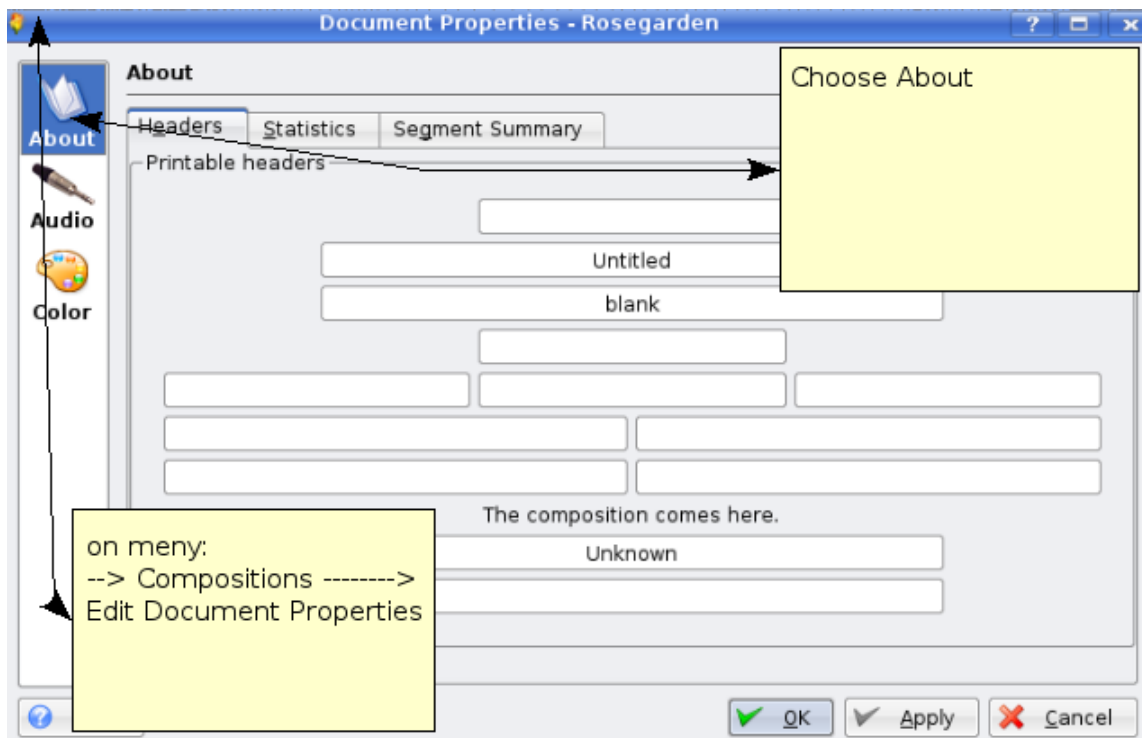 Document Properties - Rosegarden
About
Choose About
About
Headers Statistics Segment Summary
Printable headers
Audio
Untitled
Color
blank
The composition comes here.
on meny:
--> Compositions -------->
Edit Document Properties
Unknown
OK Apply Cancel